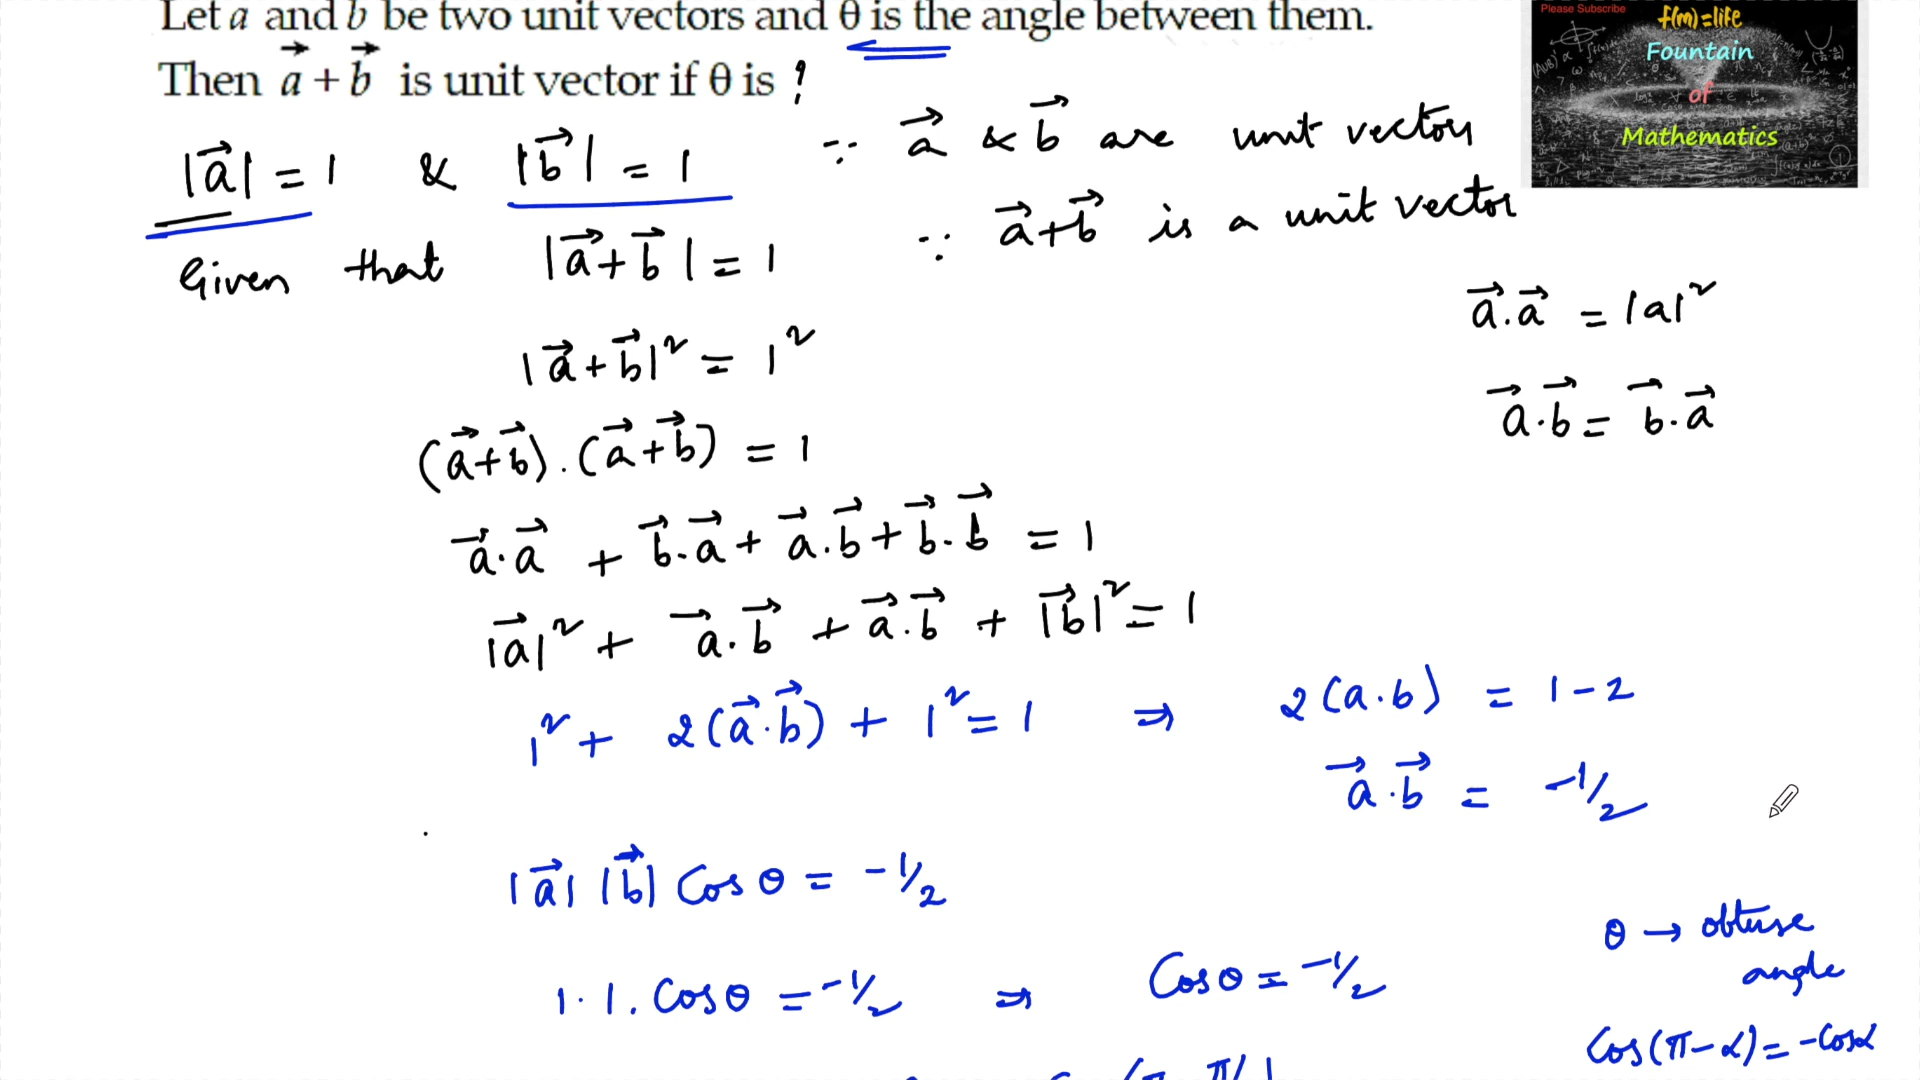 Let a and b be two unit vectors and θ is the angle between them.
Then a⃗ + b⃗ is unit vector if θ is ?
|a⃗| = 1 & |b⃗| = 1 ∵ a⃗ & b⃗ are unit vectors
Given that |a⃗+b⃗| = 1 ∵ a⃗+b⃗ is a unit vector
a⃗.a⃗ = |a|²
|a⃗+b⃗|² = 1²
a⃗.b⃗ = b⃗.a⃗
(a⃗+b⃗).(a⃗+b⃗) = 1
a⃗.a⃗ + b⃗.a⃗ + a⃗.b⃗ + b⃗.b⃗ = 1
|a⃗|² + a⃗.b⃗ + a⃗.b⃗ + |b⃗|² = 1
1² + 2(a⃗.b⃗) + 1² = 1 ⇒ 2(a.b) = 1-2
a⃗.b⃗ = -1/2
|a⃗| |b⃗| Cos θ = -1/2
θ → obtuse
angle
1.1. Cosθ = -1/2 ⇒ Cosθ = -1/2
Cos(π-α) = -Cosα
Please Subscribe
f(m)=life
Fountain
of
Mathematics